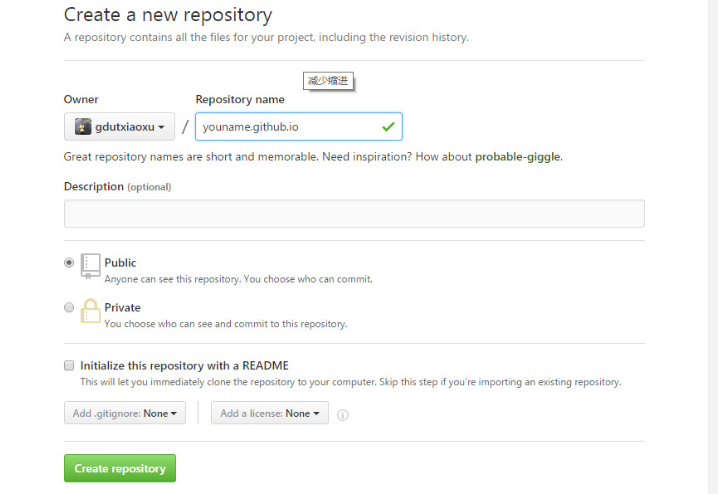 Create a new repository
A repository contains all the files for your project, including the revision history.
减少缩进
Owner
Repository name
gdutxiaoxu
/
youname.github.io
Great repository names are short and memorable. Need inspiration? How about probable-giggle.
Description (optional)
Public
Anyone can see this repository. You choose who can commit.
Private
You choose who can see and commit to this repository.
Initialize this repository with a README
This will let you immediately clone the repository to your computer. Skip this step if you're importing an existing repository.
Add .gitignore: None
Add a license: None
Create repository